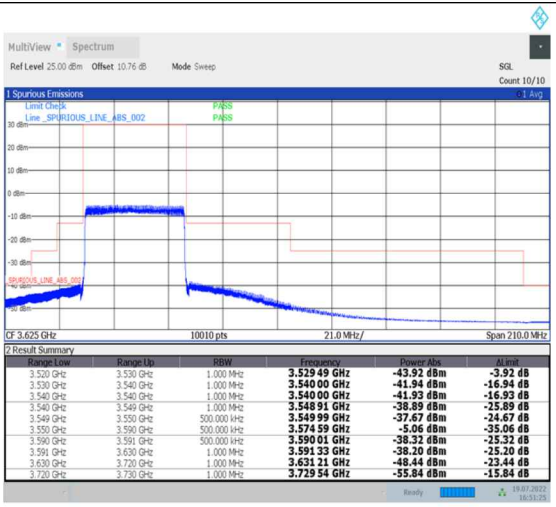 MultiView Spectrum
Ref Level 25.00 dBm Offset 10.76 dB Mode Sweep SGL
Count 10/10
1 Spurious Emissions 1 Avg
Limit Check PASS
Line _SPURIOUS_LINE_ABS_002 PASS
30 dBm
20 dBm
10 dBm
0 dBm
-10 dBm
-20 dBm
-30 dBm
_SPURIOUS_LINE_ABS_002
CF 3.625 GHz 10010 pts 21.0 MHz/ Span 210.0 MHz
2 Result Summary
Range Low Range Up RBW Frequency Power Abs ΔLimit
3.520 GHz 3.530 GHz 1.000 MHz 3.529 49 GHz -43.92 dBm -3.92 dB
3.530 GHz 3.540 GHz 1.000 MHz 3.540 00 GHz -41.94 dBm -16.94 dB
3.540 GHz 3.540 GHz 1.000 MHz 3.540 00 GHz -41.93 dBm -16.93 dB
3.540 GHz 3.549 GHz 1.000 MHz 3.548 91 GHz -38.89 dBm -25.89 dB
3.549 GHz 3.550 GHz 500.000 kHz 3.549 99 GHz -37.67 dBm -24.67 dB
3.550 GHz 3.590 GHz 500.000 kHz 3.574 59 GHz -5.06 dBm -35.06 dB
3.590 GHz 3.591 GHz 500.000 kHz 3.590 01 GHz -38.32 dBm -25.32 dB
3.591 GHz 3.630 GHz 1.000 MHz 3.591 33 GHz -38.20 dBm -25.20 dB
3.630 GHz 3.720 GHz 1.000 MHz 3.631 21 GHz -48.44 dBm -23.44 dB
3.720 GHz 3.730 GHz 1.000 MHz 3.729 54 GHz -55.84 dBm -15.84 dB
Ready 19.07.2022
16:51:25